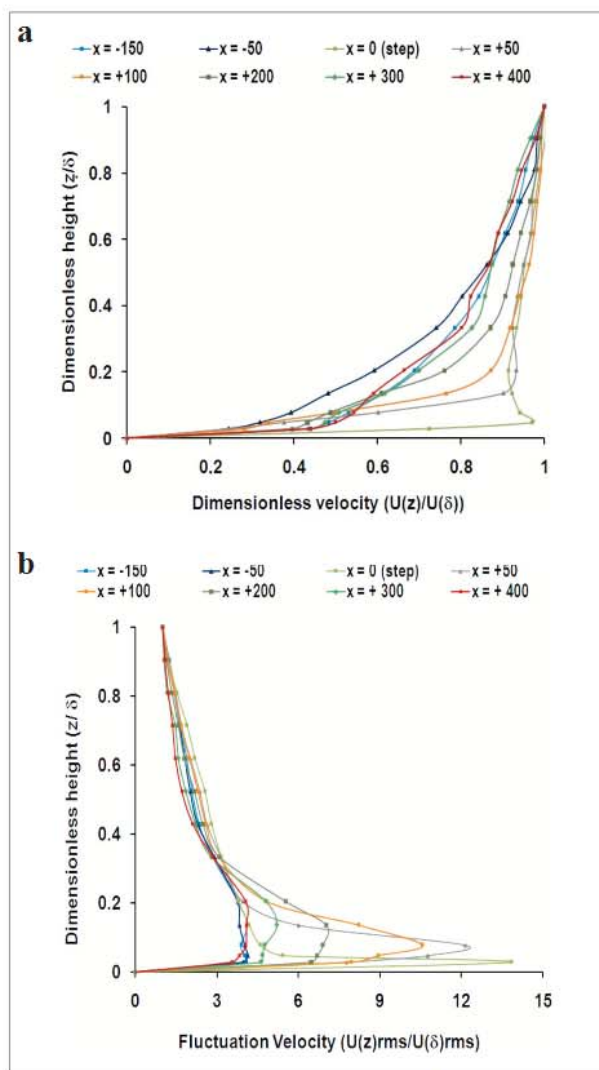 a
x = -150 x = -50 x = 0 (step) x = +50
x = +100 x = +200 x = + 300 x = + 400
1
0.8
0.6
0.4
0.2
0
0 0.2 0.4 0.6 0.8 1
Dimensionless height (z/δ)
Dimensionless velocity (U(z)/U(δ))
b
x = -150 x = -50 x = 0 (step) x = +50
x = +100 x = +200 x = + 300 x = + 400
1
0.8
0.6
0.4
0.2
0
0 3 6 9 12 15
Dimensionless height (z/ δ)
Fluctuation Velocity (U(z)rms/U(δ)rms)